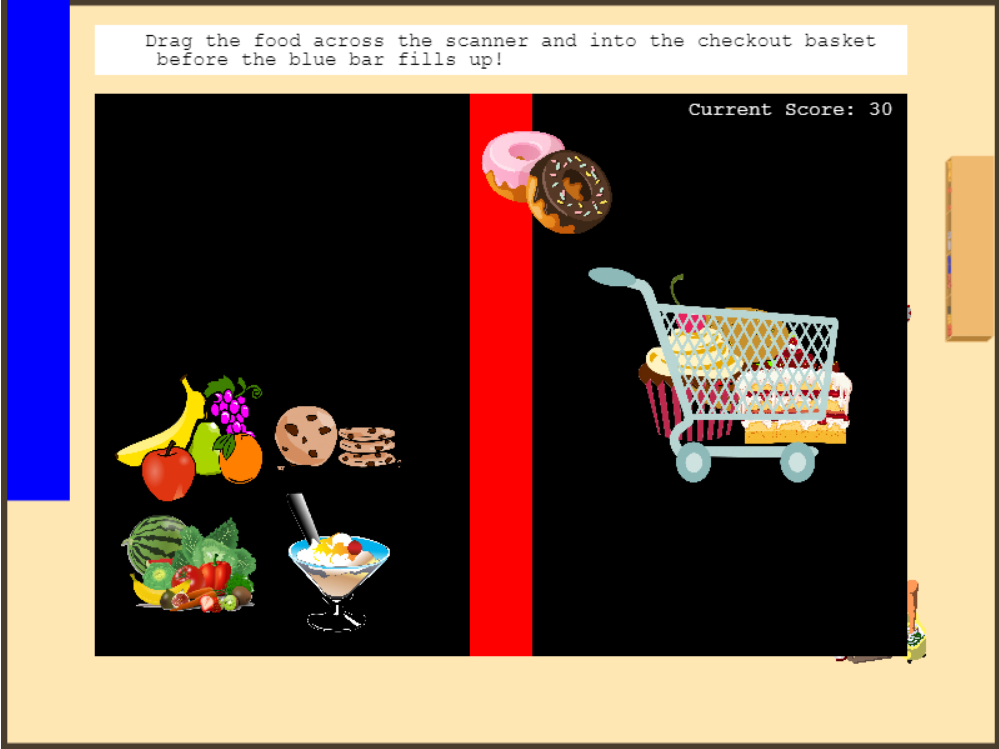 Drag the food across the scanner and into the checkout basket
before the blue bar fills up!
Current Score: 30